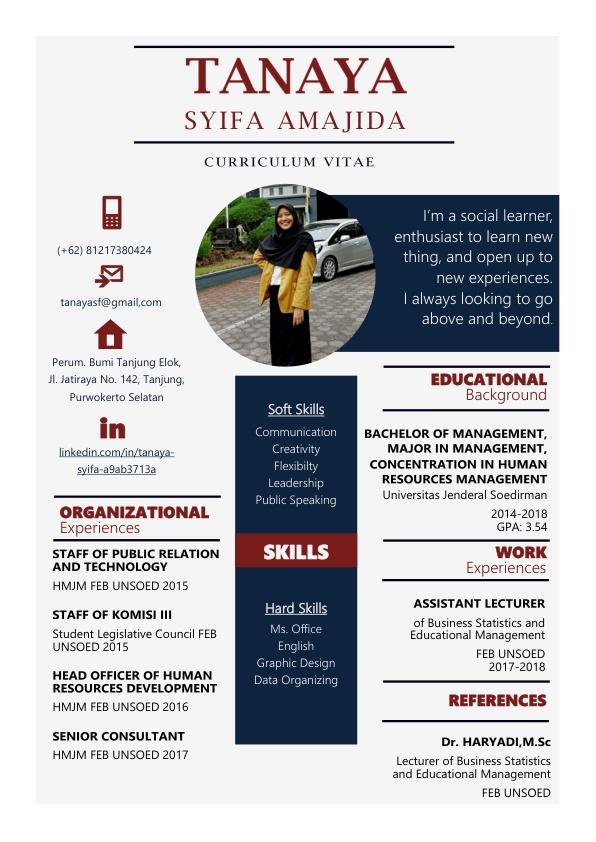 TANAYA
SYIFA AMAJIDA
CURRICULUM VITAE
(+62) 81217380424
tanayasf@gmail,com
Perum. Bumi Tanjung Elok,
Jl. Jatiraya No. 142, Tanjung,
Purwokerto Selatan
in
linkedin.com/in/tanaya-
syifa-a9ab3713a
ORGANIZATIONAL
Experiences
STAFF OF PUBLIC RELATION
AND TECHNOLOGY
HMJM FEB UNSOED 2015
STAFF OF KOMISI III
Student Legislative Council FEB
UNSOED 2015
HEAD OFFICER OF HUMAN
RESOURCES DEVELOPMENT
HMJM FEB UNSOED 2016
SENIOR CONSULTANT
HMJM FEB UNSOED 2017
Soft Skills
Communication
Creativity
Flexibilty
Leadership
Public Speaking
SKILLS
Hard Skills
Ms. Office
English
Graphic Design
Data Organizing
I'm a social learner,
enthusiast to learn new
thing, and open up to
new experiences.
I always looking to go
above and beyond.
EDUCATIONAL
Background
BACHELOR OF MANAGEMENT,
MAJOR IN MANAGEMENT,
CONCENTRATION IN HUMAN
RESOURCES MANAGEMENT
Universitas Jenderal Soedirman
2014-2018
GPA: 3.54
WORK
Experiences
ASSISTANT LECTURER
of Business Statistics and
Educational Management
FEB UNSOED
2017-2018
REFERENCES
Dr. HARYADI,M.Sc
Lecturer of Business Statistics
and Educational Management
FEB UNSOED